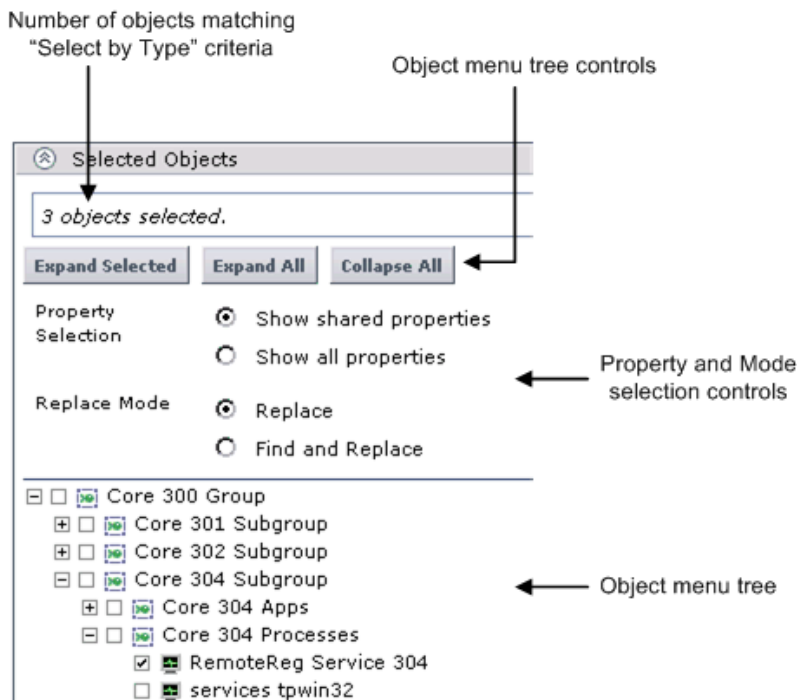 Number of objects matching
“Select by Type” criteria
Object menu tree controls
Selected Objects
3 objects selected.
Expand Selected
Expand All
Collapse All
Property
Selection
Show shared properties
Show all properties
Property and Mode
selection controls
Replace Mode
Replace
Find and Replace
Core 300 Group
Core 301 Subgroup
Core 302 Subgroup
Core 304 Subgroup
Object menu tree
Core 304 Apps
Core 304 Processes
RemoteReg Service 304
services tpwin32